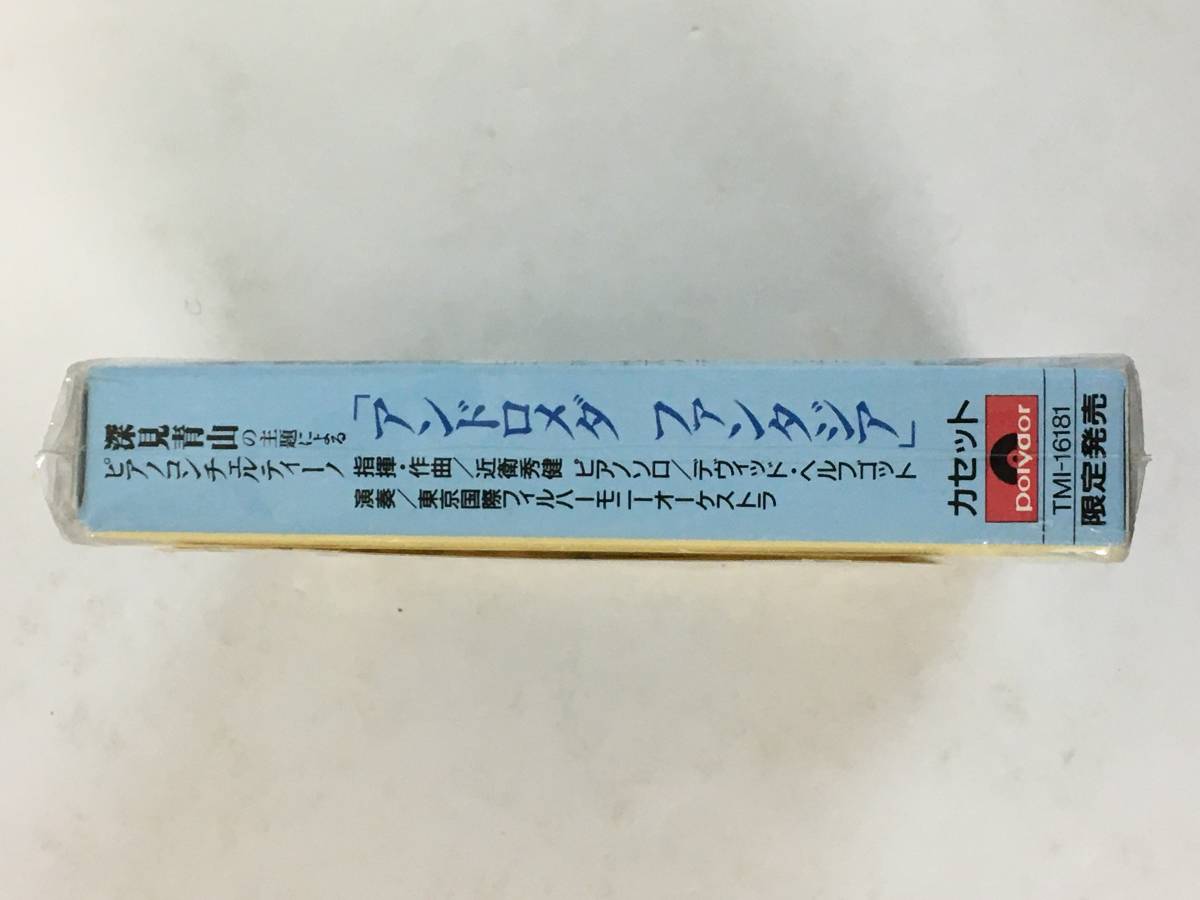 深見青山の主題による
ピアノコンチェルティーノ
「アンドロメダ ファンタジア」
指揮・作曲/近衛秀健 ピアノソロ/デヴィッド・ヘルフゴット
演奏/東京国際フィルハーモニーオーケストラ
カセット
polydor
TMI-16181
限定発売